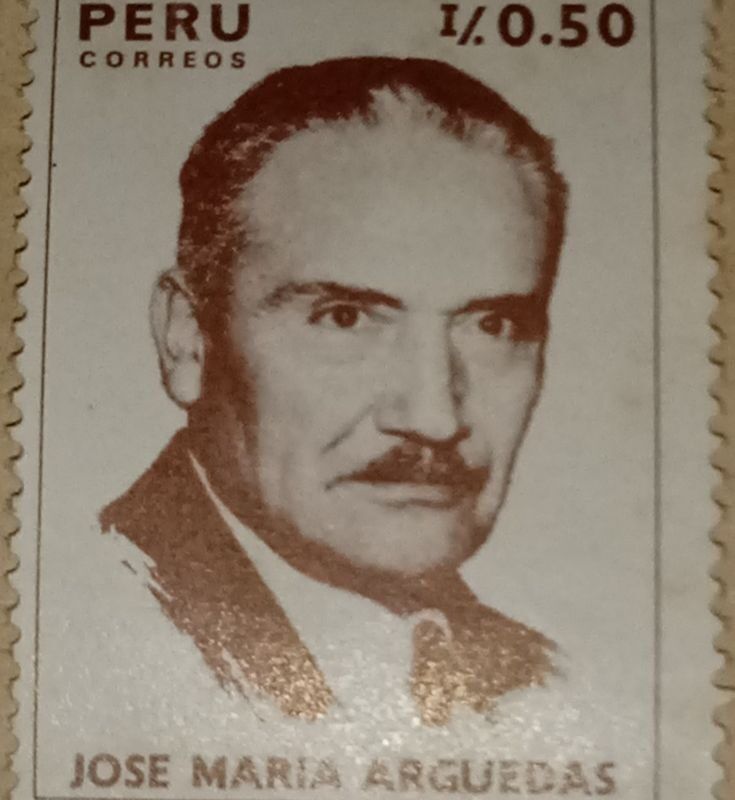 PERU I/. 0.50
CORREOS
JOSE MARIA ARGUEDAS